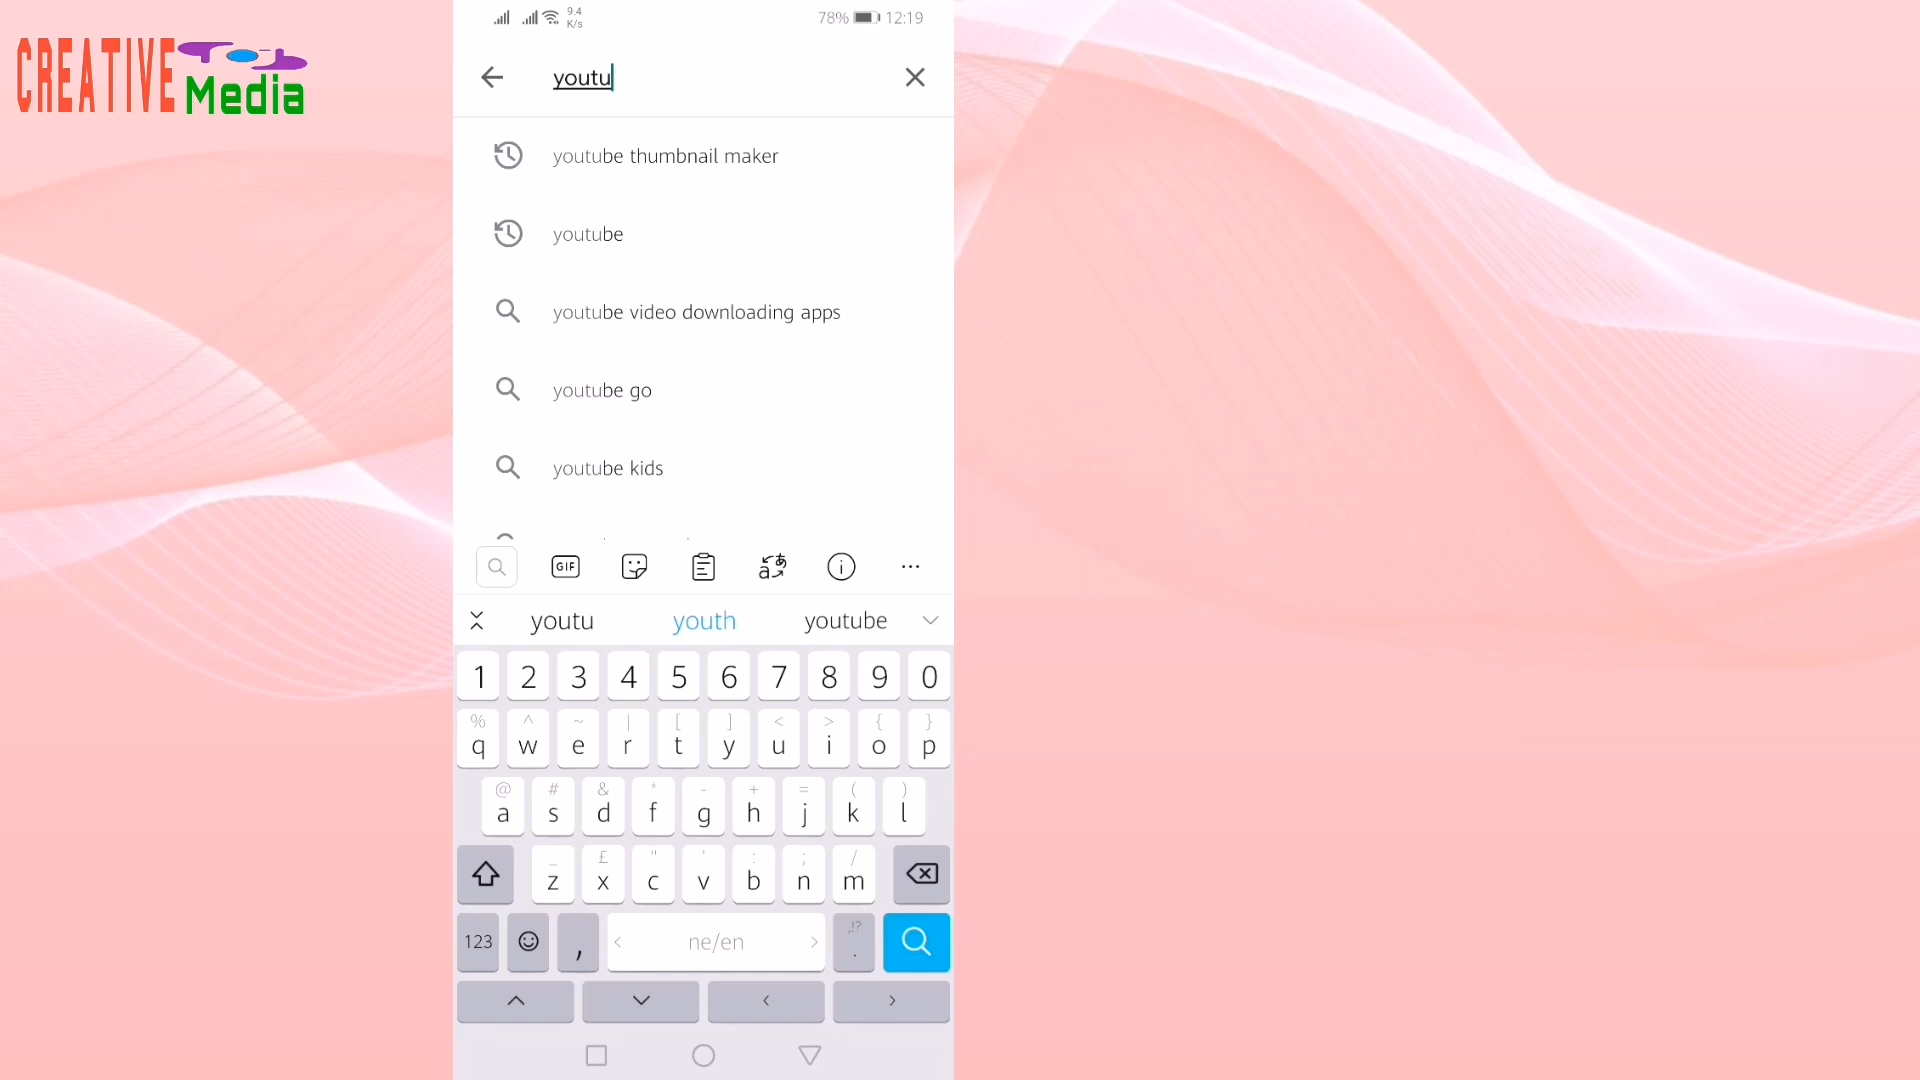 CREATIVE Tob
Media
9.4
K/s
78% 12:19
youtu
youtube thumbnail maker
youtube
youtube video downloading apps
youtube go
youtube kids
GIF
youtu youth youtube
1 2 3 4 5 6 7 8 9 0
% ^ ~ | [ ] < > { }
q w e r t y u i o p
@ # & * - + = ( )
a s d f g h j k l
_ £ " ' : ; /
z x c v b n m
123 , < ne/en > ,!? .